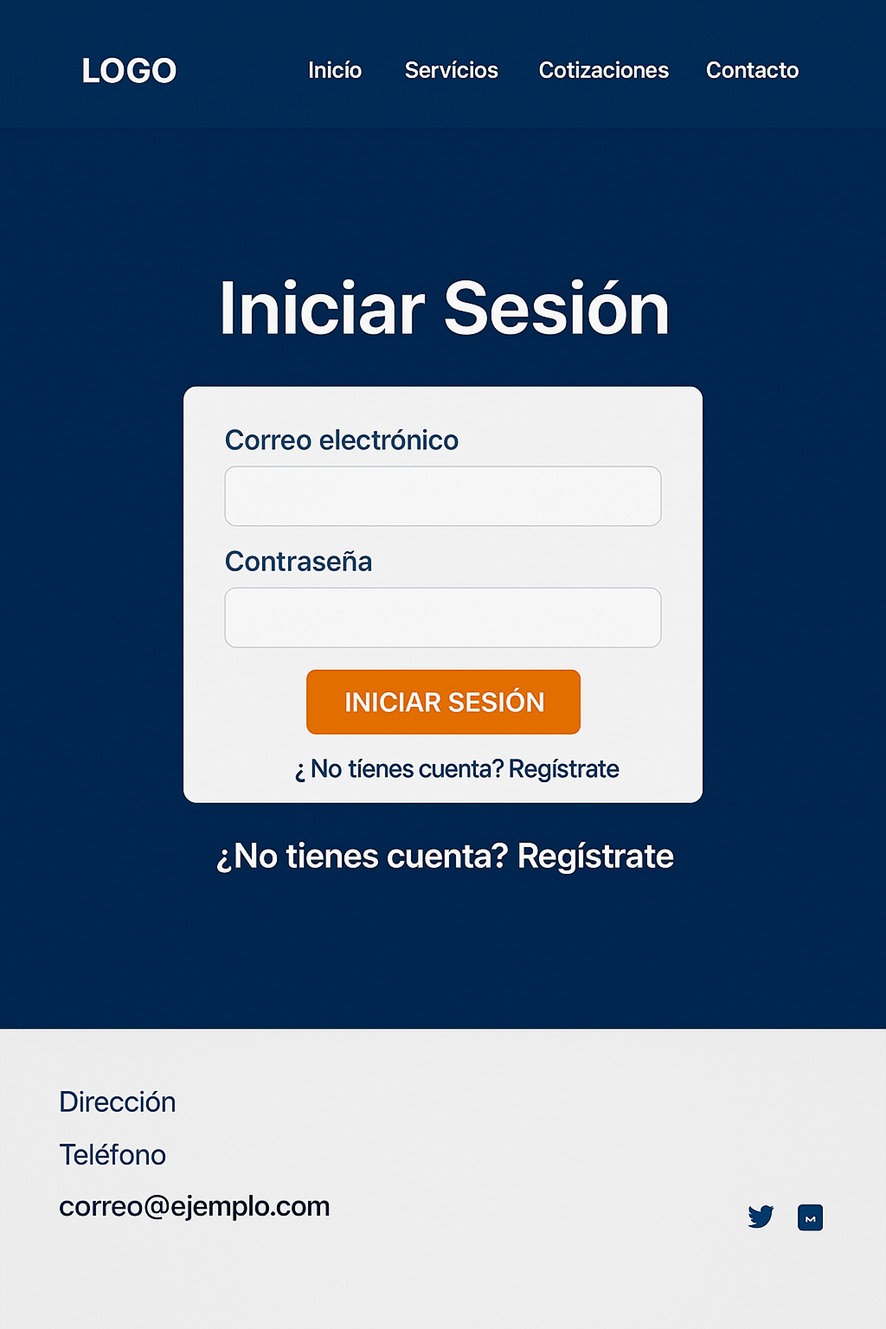 LOGO
Inicío Servícios Cotizaciones Contacto
Iniciar Sesión
Correo electrónico
Contraseña
INICIAR SESIÓN
¿ No tíenes cuenta? Regístrate
¿No tienes cuenta? Regístrate
Dirección
Teléfono
correo@ejemplo.com